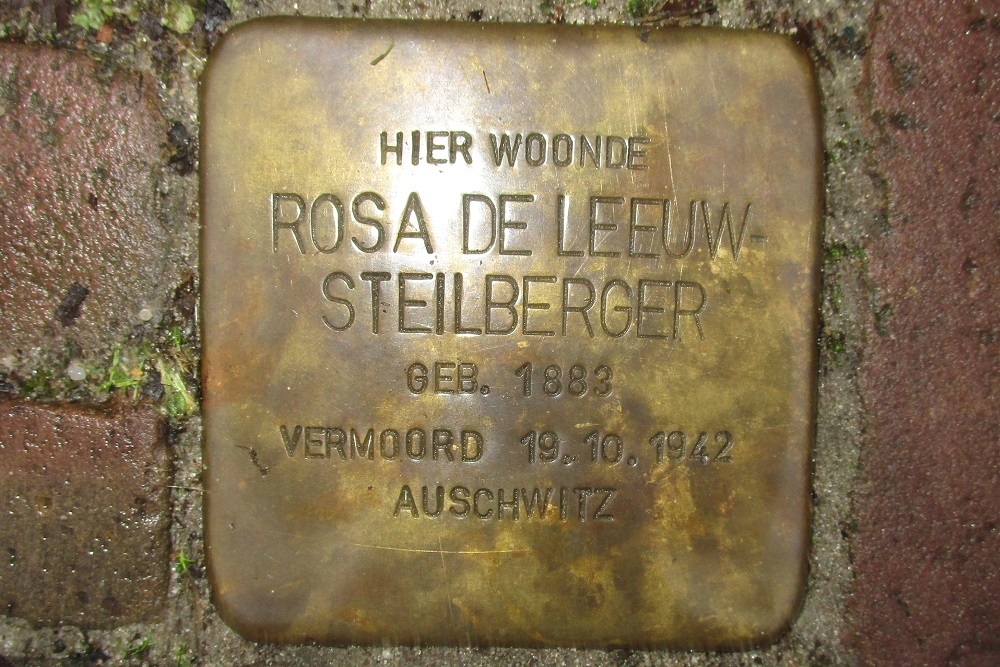 HIER WOONDE
ROSA DE LEEUW-
STEILBERGER
GEB. 1883
VERMOORD 19.10.1942
AUSCHWITZ